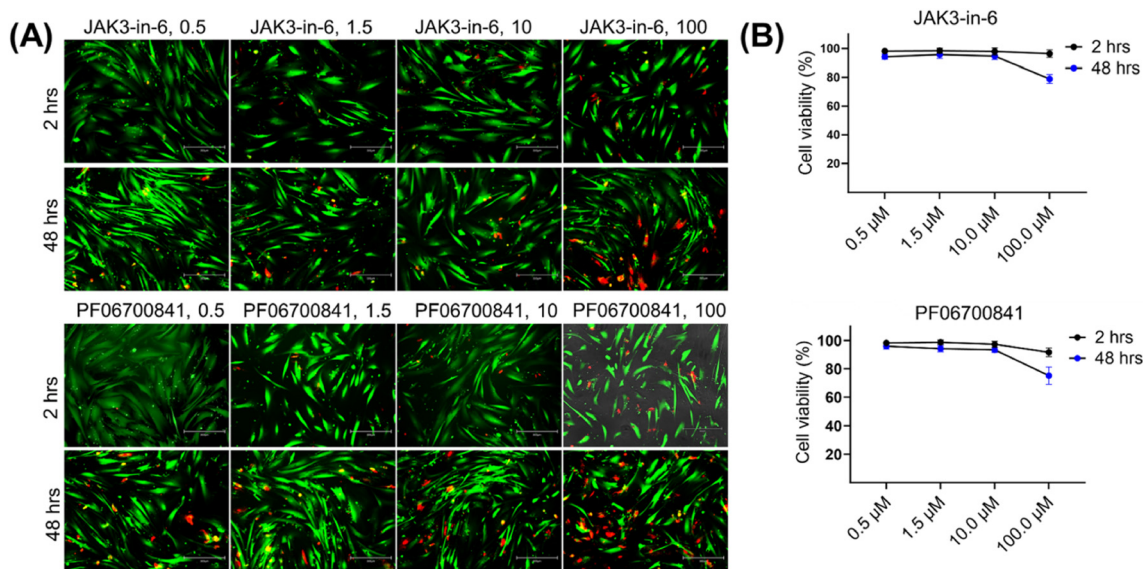 (A)
JAK3-in-6, 0.5 JAK3-in-6, 1.5 JAK3-in-6, 10 JAK3-in-6, 100
2 hrs
48 hrs
PF06700841, 0.5 PF06700841, 1.5 PF06700841, 10 PF06700841, 100
2 hrs
48 hrs
(B)
JAK3-in-6
2 hrs
48 hrs
Cell viability (%)
100
80
60
40
20
0.5 µM
1.5 µM
10.0 µM
100.0 µM
PF06700841
2 hrs
48 hrs
Cell viability (%)
100
80
60
40
20
0.5 µM
1.5 µM
10.0 µM
100.0 µM